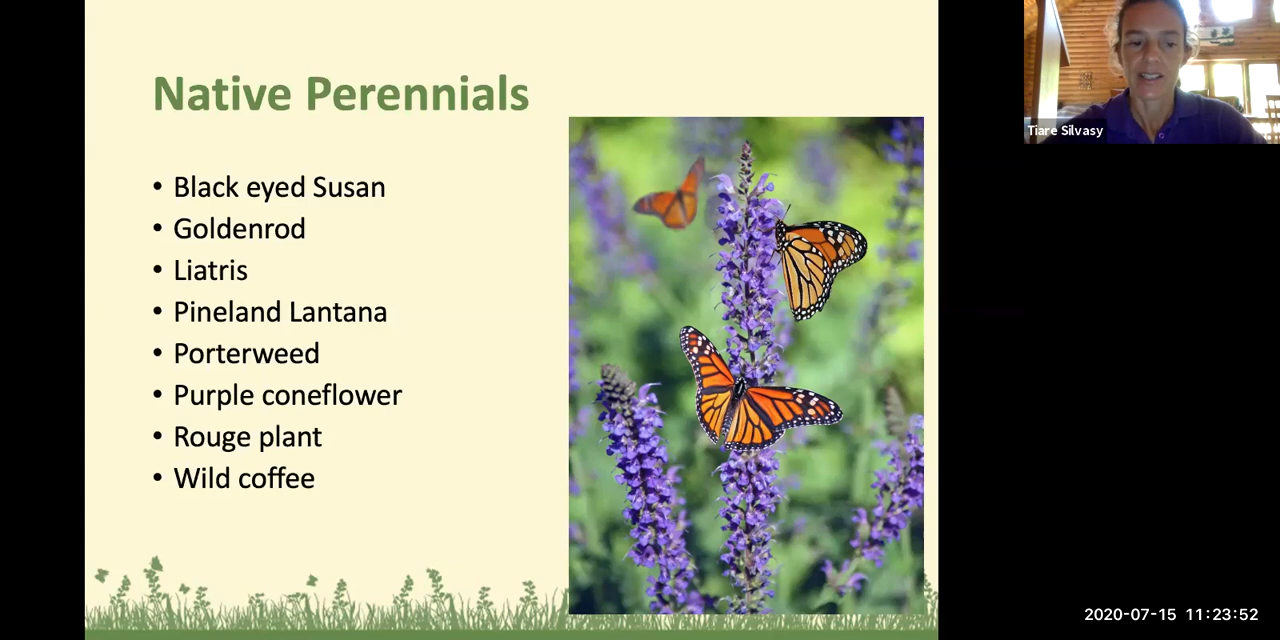 Native Perennials
• Black eyed Susan
• Goldenrod
• Liatris
• Pineland Lantana
• Porterweed
• Purple coneflower
• Rouge plant
• Wild coffee
Tiare Silvasy
2020-07-15 11:23:52